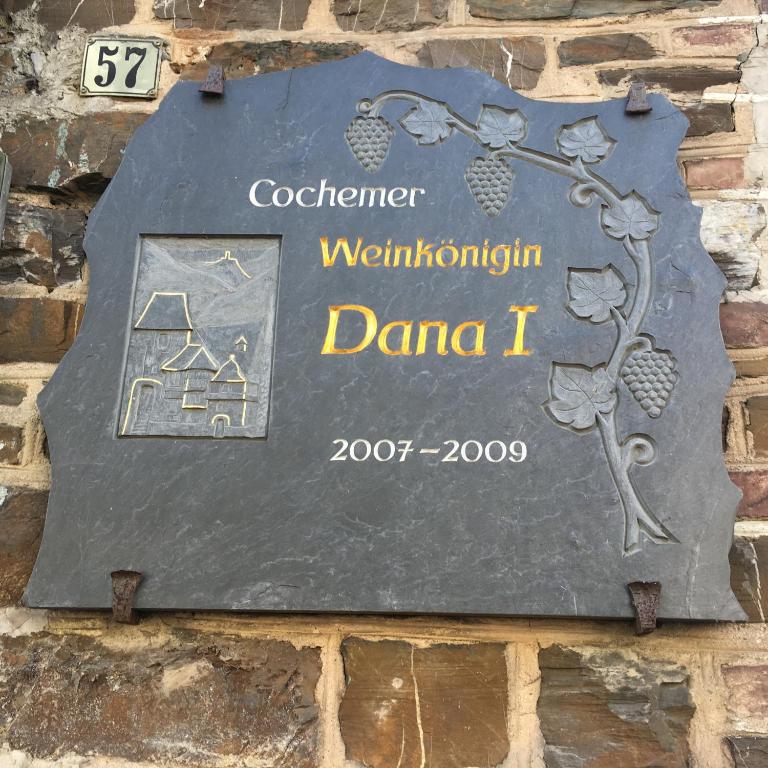 57
Cochemer
Weinkönigin
Dana I
2007-2009